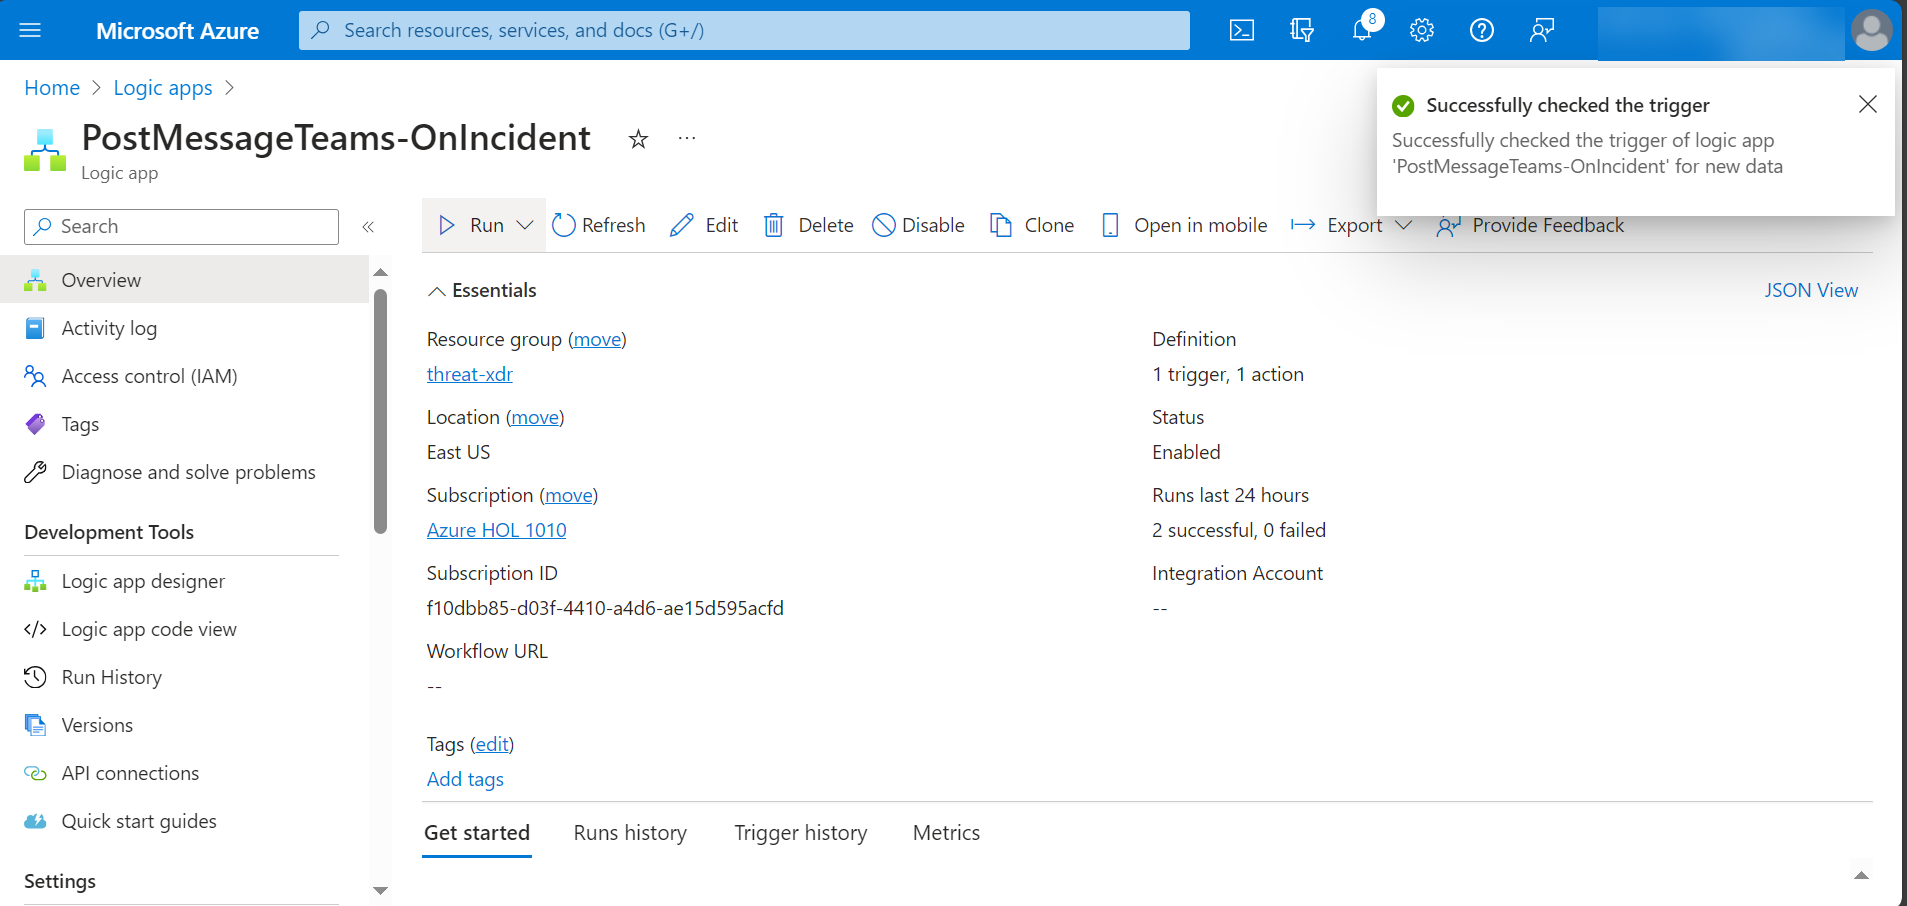 Microsoft Azure
Search resources, services, and docs (G+/)
8
Home > Logic apps >
PostMessageTeams-OnIncident
Logic app
Successfully checked the trigger
Successfully checked the trigger of logic app
'PostMessageTeams-OnIncident' for new data
Search
«
Run
Refresh
Edit
Delete
Disable
Clone
Open in mobile
Export
Provide Feedback
Overview
Activity log
Access control (IAM)
Tags
Diagnose and solve problems
Development Tools
Logic app designer
Logic app code view
Run History
Versions
API connections
Quick start guides
Settings
Essentials
JSON View
Resource group (move)
threat-xdr
Location (move)
East US
Subscription (move)
Azure HOL 1010
Subscription ID
f10dbb85-d03f-4410-a4d6-ae15d595acfd
Workflow URL
--
Definition
1 trigger, 1 action
Status
Enabled
Runs last 24 hours
2 successful, 0 failed
Integration Account
--
Tags (edit)
Add tags
Get started
Runs history
Trigger history
Metrics